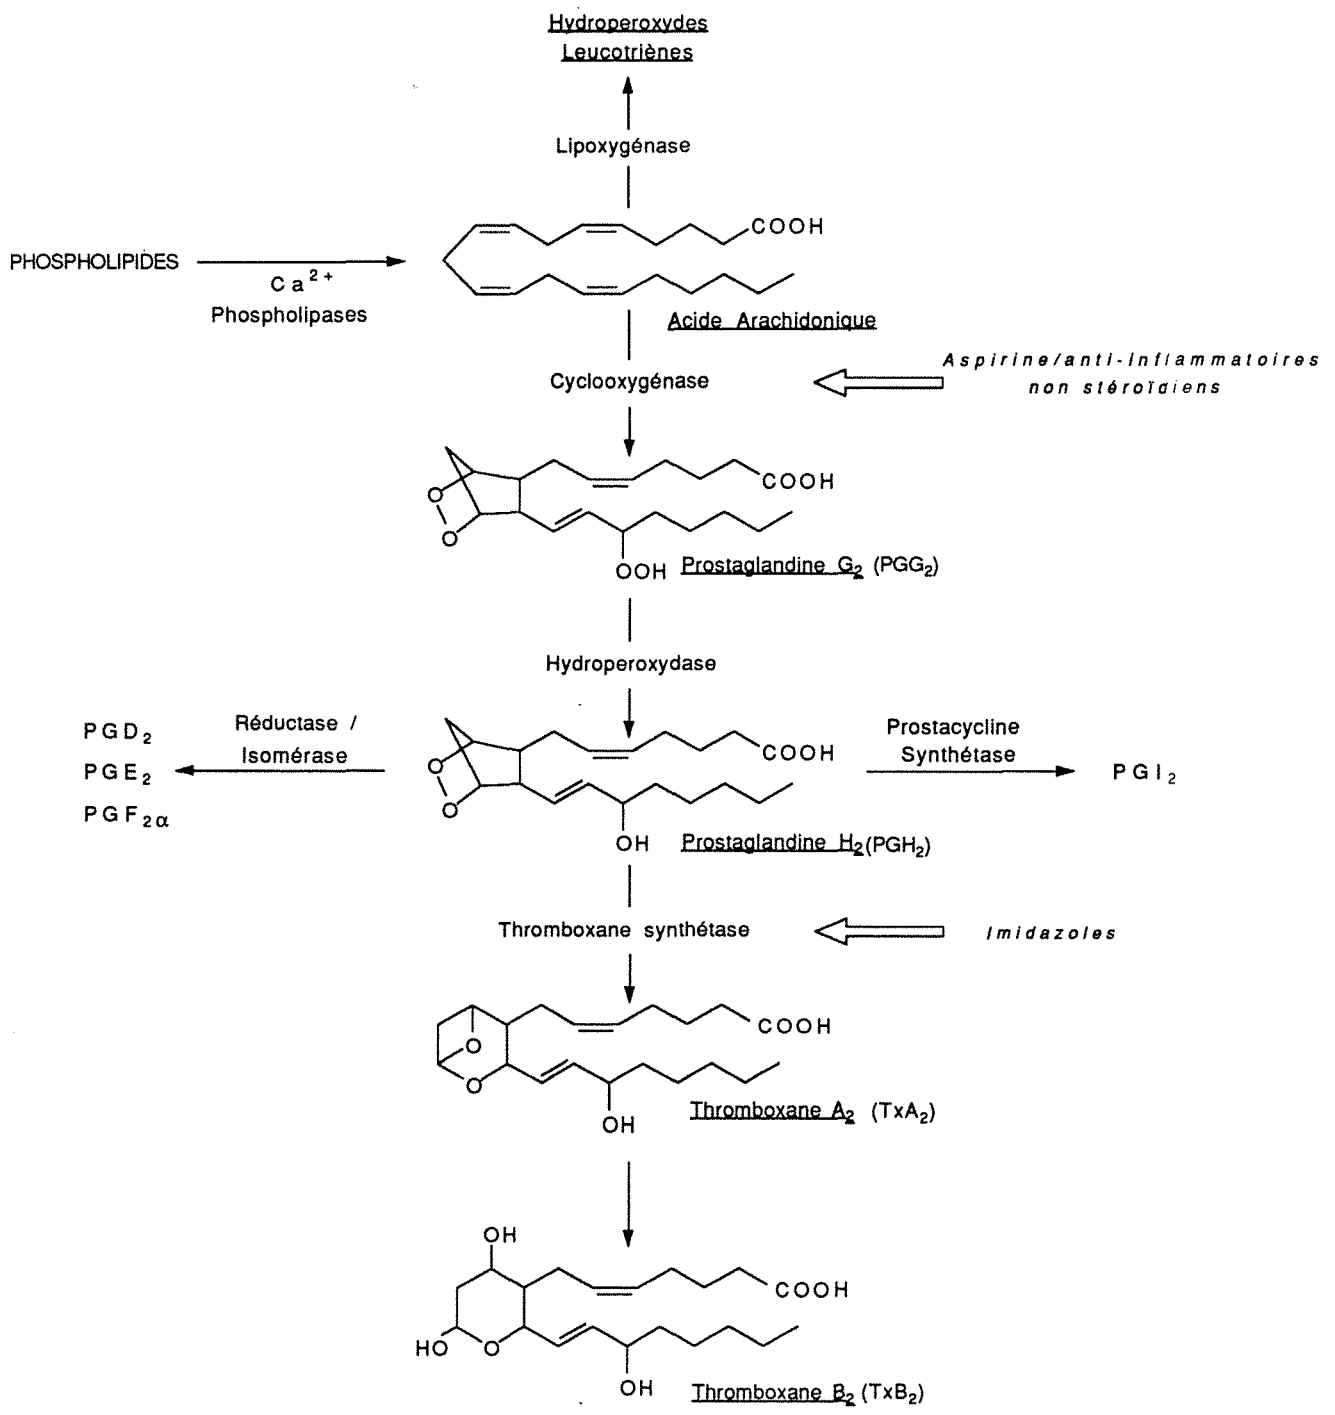 Hydroperoxydes
Leucotriènes
Lipoxygénase
COOH
PHOSPHOLIPIDES
Ca2+
Phospholipases
Acide Arachidonique
Aspirine/anti-inflammatoires
non stéroïdiens
Cyclooxygénase
COOH
O
O
OOH
Prostaglandine G2 (PGG2)
Hydroperoxydase
PGD2
PGE2
PGF2α
Réductase /
Isomérase
COOH
O
O
OH
Prostaglandine H2 (PGH2)
Prostacycline
Synthétase
PGI2
Thromboxane synthétase
Imidazoles
COOH
O
O
OH
Thromboxane A2 (TxA2)
OH
COOH
HO
O
OH
Thromboxane B2 (TxB2)